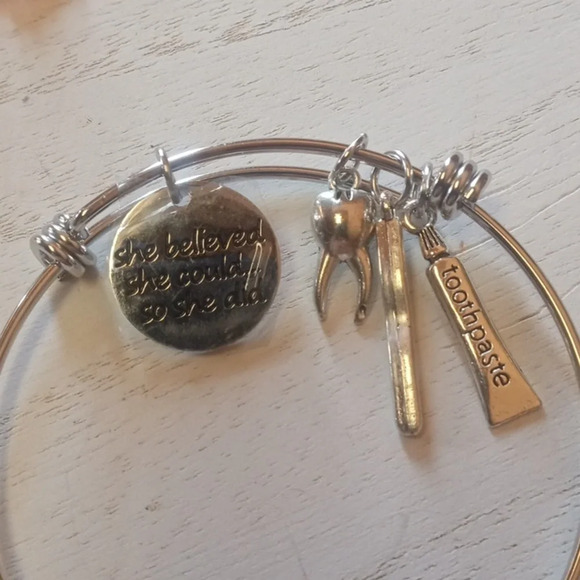 she believed
she could...
so she did
toothpaste